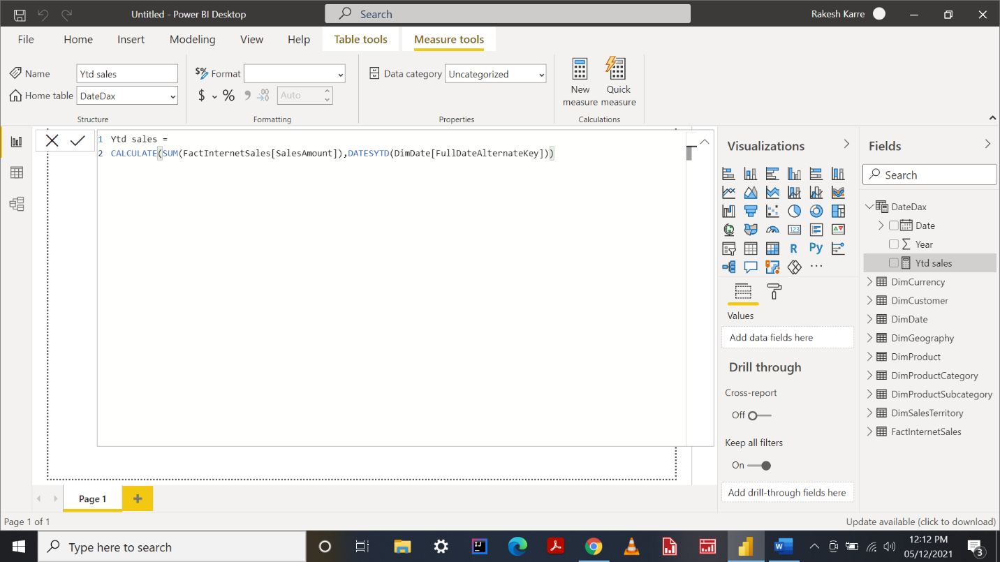 Untitled - Power BI Desktop
Search
Rakesh Karre
File Home Insert Modeling View Help Table tools Measure tools
Name Ytd sales
Home table DateDax
Structure
$% Format
$ % Auto
Formatting
Data category Uncategorized
Properties
New measure
Quick measure
Calculations
1 Ytd sales =
2 CALCULATE(SUM(FactInternetSales[SalesAmount]),DATESYTD(DimDate[FullDateAlternateKey]))
Visualizations
123
R Py
Values
Add data fields here
Drill through
Cross-report
Off
Keep all filters
On
Add drill-through fields here
Fields
Search
DateDax
Date
Year
Ytd sales
DimCurrency
DimCustomer
DimDate
DimGeography
DimProduct
DimProductCategory
DimProductSubcategory
DimSalesTerritory
FactInternetSales
Page 1
Page 1 of 1
Update available (click to download)
Type here to search
12:12 PM
05/12/2021
3